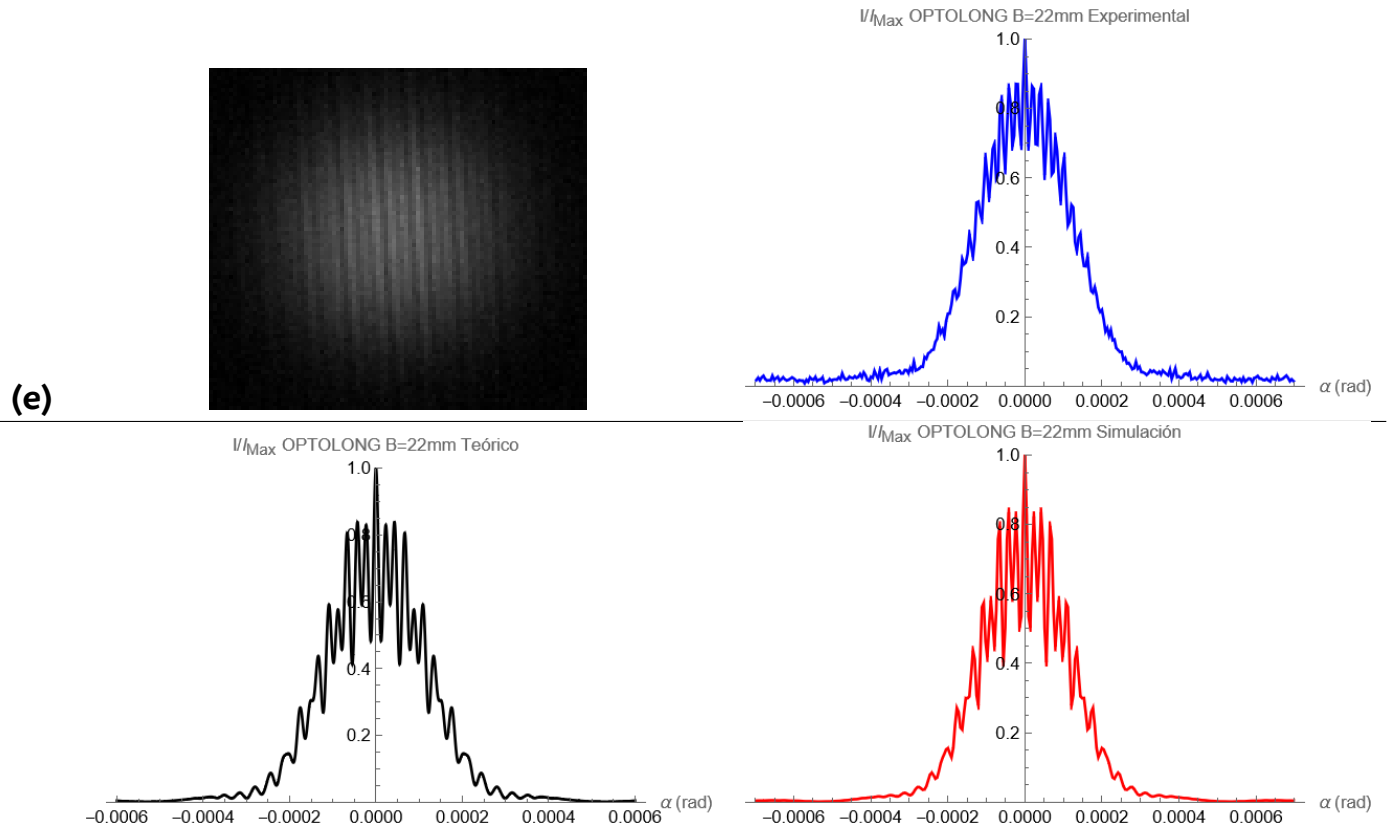 I/IMax OPTOLONG B=22mm Experimental
1.0
0.8
0.6
0.4
0.2
−0.0006 −0.0004 −0.0002 0.0000 0.0002 0.0004 0.0006
α (rad)
(e)
I/IMax OPTOLONG B=22mm Teórico
1.0
0.8
0.6
0.4
0.2
−0.0006 −0.0004 −0.0002 0.0000 0.0002 0.0004 0.0006
α (rad)
I/IMax OPTOLONG B=22mm Simulación
1.0
0.8
0.6
0.4
0.2
−0.0006 −0.0004 −0.0002 0.0000 0.0002 0.0004 0.0006
α (rad)